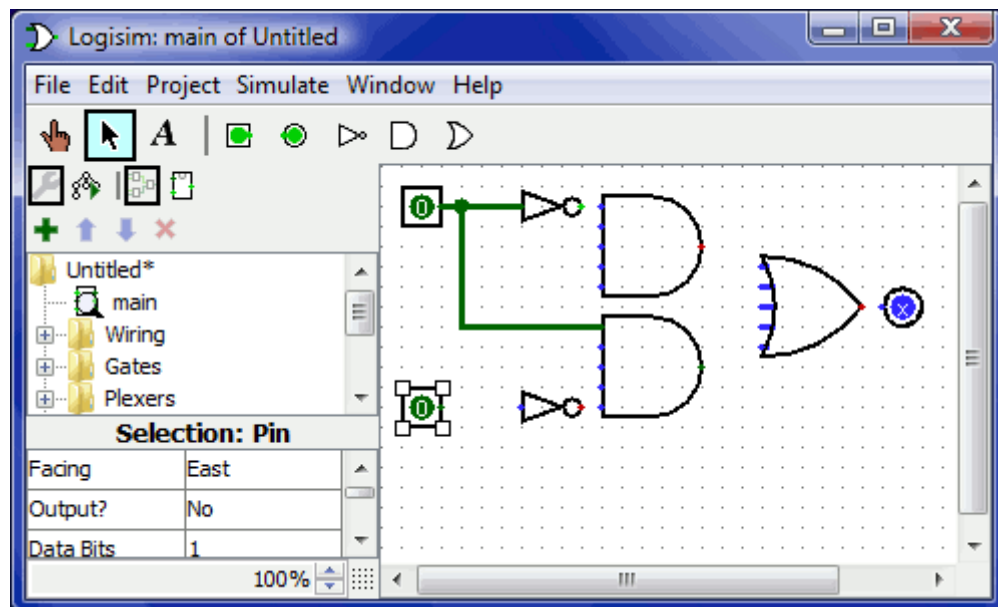 Logisim: main of Untitled
File Edit Project Simulate Window Help
A
Untitled*
main
Wiring
Gates
Plexers
Selection: Pin
Facing East
Output? No
Data Bits 1
100%
0
0
x